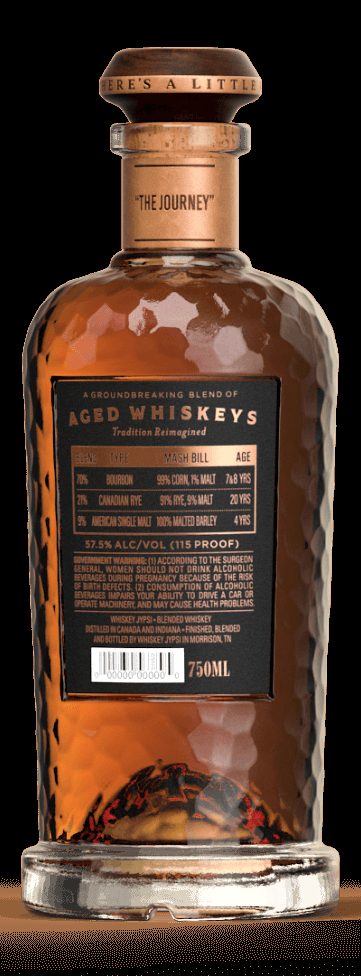 HERE'S A LITTLE
"THE JOURNEY"
A GROUNDBREAKING BLEND OF
AGED WHISKEYS
Tradition Reimagined
BLEND TYPE MASH BILL AGE
70% BOURBON 99% CORN, 1% MALT 7&8 YRS
21% CANADIAN RYE 91% RYE, 9% MALT 20 YRS
9% AMERICAN SINGLE MALT 100% MALTED BARLEY 4 YRS
57.5% ALC/VOL (115 PROOF)
GOVERNMENT WARNING: (1) ACCORDING TO THE SURGEON
GENERAL, WOMEN SHOULD NOT DRINK ALCOHOLIC
BEVERAGES DURING PREGNANCY BECAUSE OF THE RISK
OF BIRTH DEFECTS. (2) CONSUMPTION OF ALCOHOLIC
BEVERAGES IMPAIRS YOUR ABILITY TO DRIVE A CAR OR
OPERATE MACHINERY, AND MAY CAUSE HEALTH PROBLEMS.
WHISKEY JYPSI • BLENDED WHISKEY
DISTILLED IN CANADA AND INDIANA • FINISHED, BLENDED
AND BOTTLED BY WHISKEY JYPSI IN MORRISON, TN
0 00000 00000 0 750ML